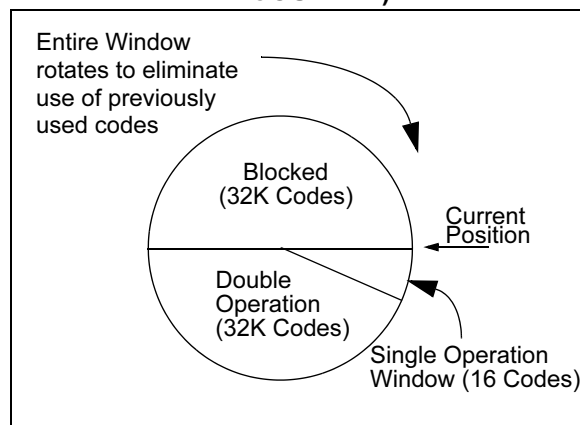 Entire Window
rotates to eliminate
use of previously
used codes
Blocked
(32K Codes)
Current
Position
Double
Operation
(32K Codes)
Single Operation
Window (16 Codes)